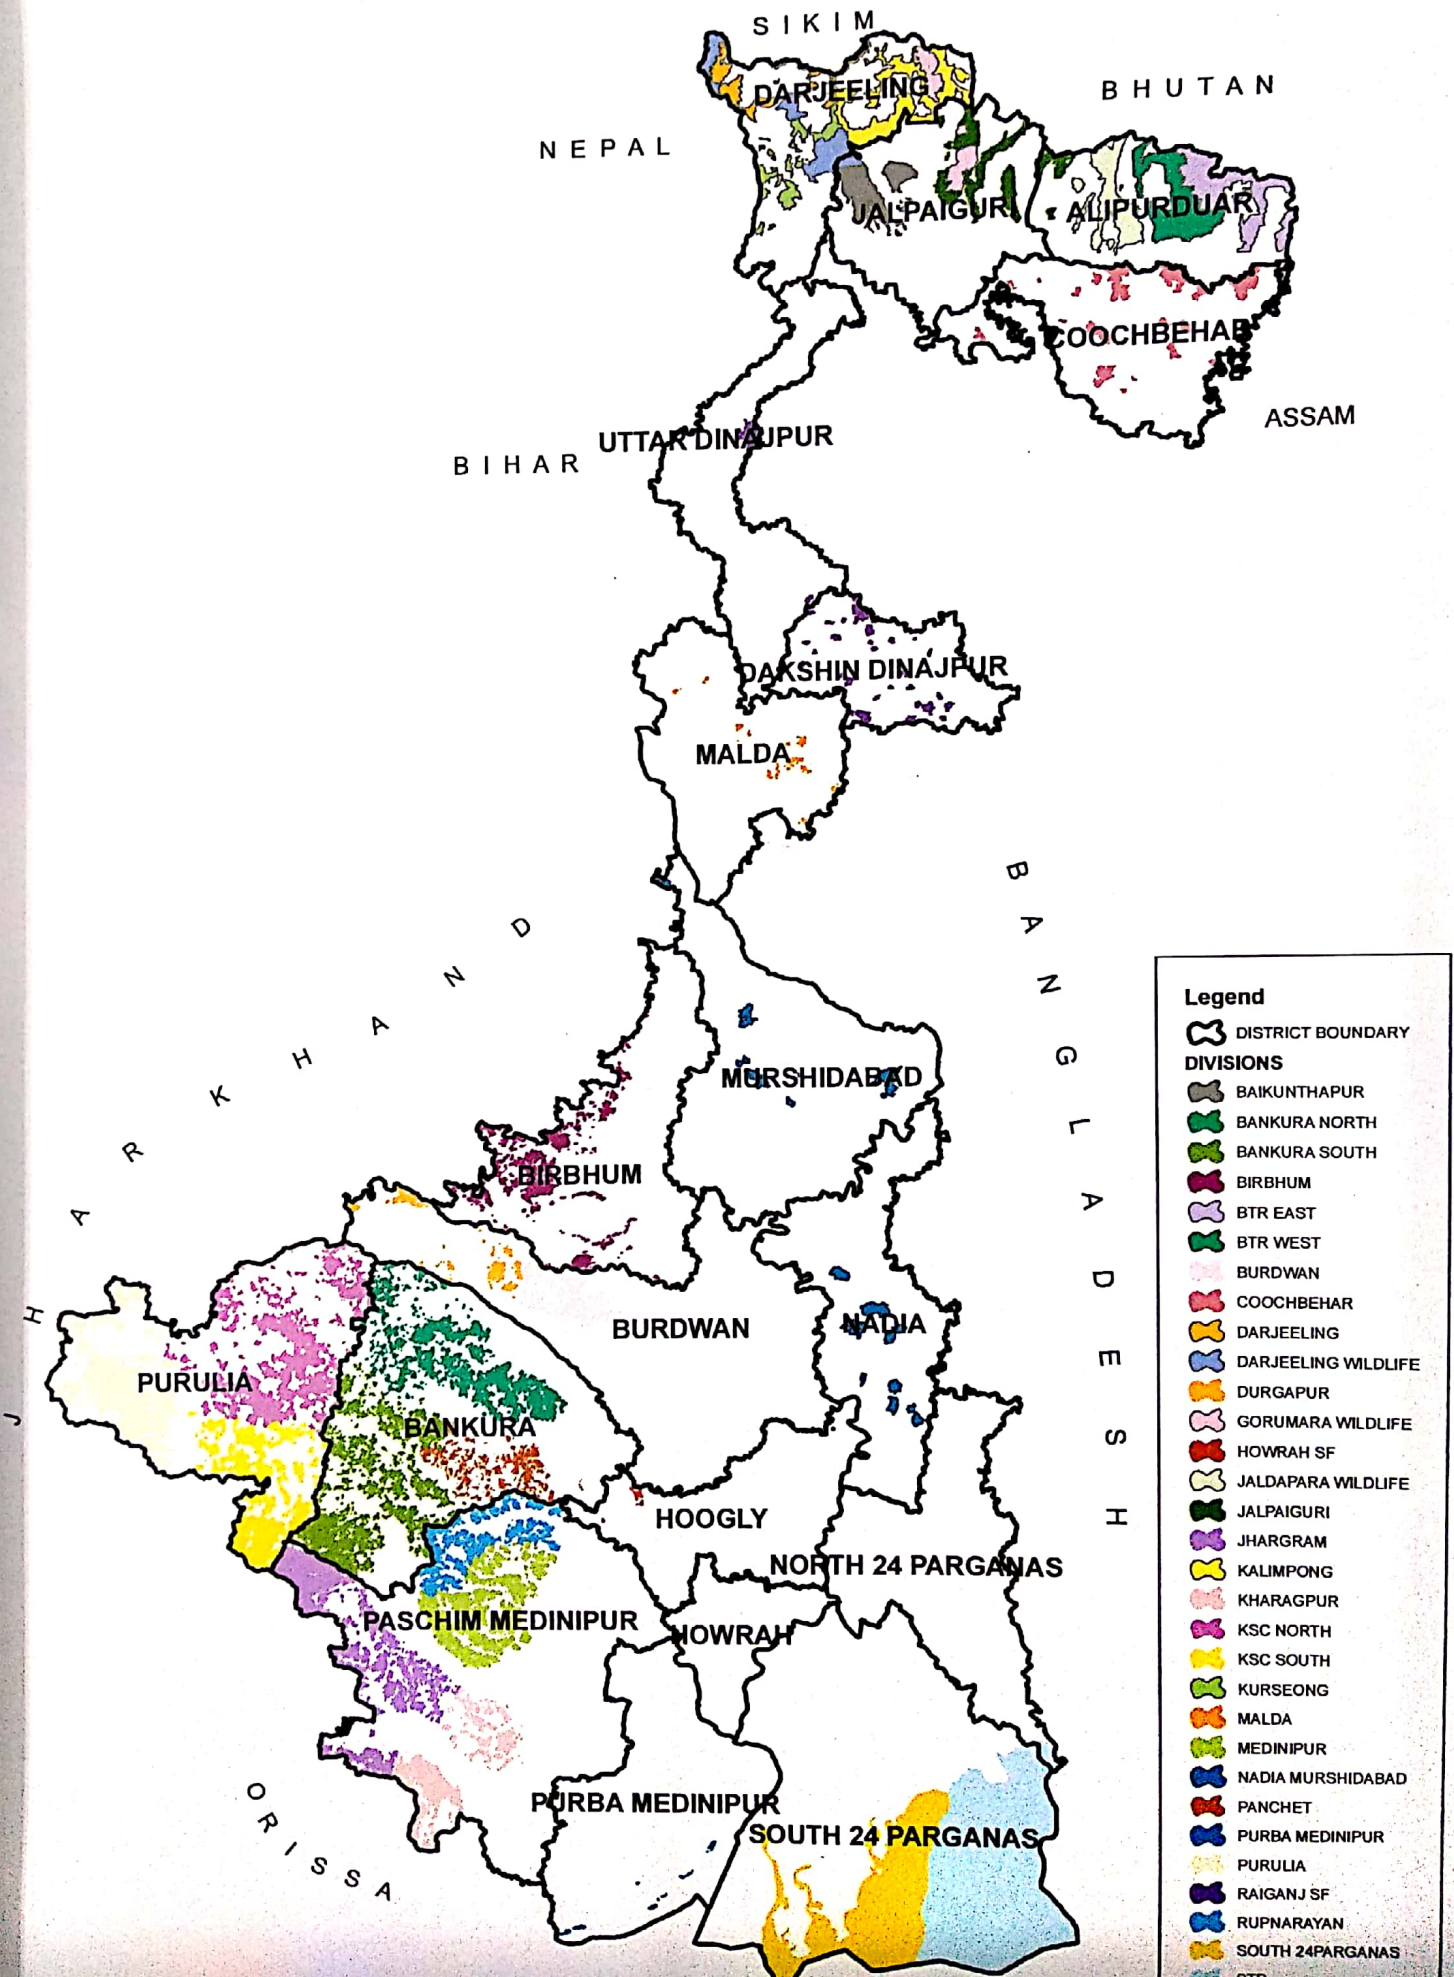 SIKIM
BHUTAN
DARJEELING
NEPAL
JALPAIGURI
ALIPURDUAR
COOCHBEHAR
ASSAM
UTTAR DINAJPUR
BIHAR
DAKSHIN DINAJPUR
MALDA
BANGLADESH
JHARKHAND
MURSHIDABAD
BIRBHUM
BURDWAN
NADIA
PURULIA
BANKURA
HOOGLY
NORTH 24 PARGANAS
PASCHIM MEDINIPUR
HOWRAH
PURBA MEDINIPUR
SOUTH 24 PARGANAS
ORISSA
Legend
DISTRICT BOUNDARY
DIVISIONS
BAIKUNTHAPUR
BANKURA NORTH
BANKURA SOUTH
BIRBHUM
BTR EAST
BTR WEST
BURDWAN
COOCHBEHAR
DARJEELING
DARJEELING WILDLIFE
DURGAPUR
GORUMARA WILDLIFE
HOWRAH SF
JALDAPARA WILDLIFE
JALPAIGURI
JHARGRAM
KALIMPONG
KHARAGPUR
KSC NORTH
KSC SOUTH
KURSEONG
MALDA
MEDINIPUR
NADIA MURSHIDABAD
PANCHET
PURBA MEDINIPUR
PURULIA
RAIGANJ SF
RUPNARAYAN
SOUTH 24PARGANAS